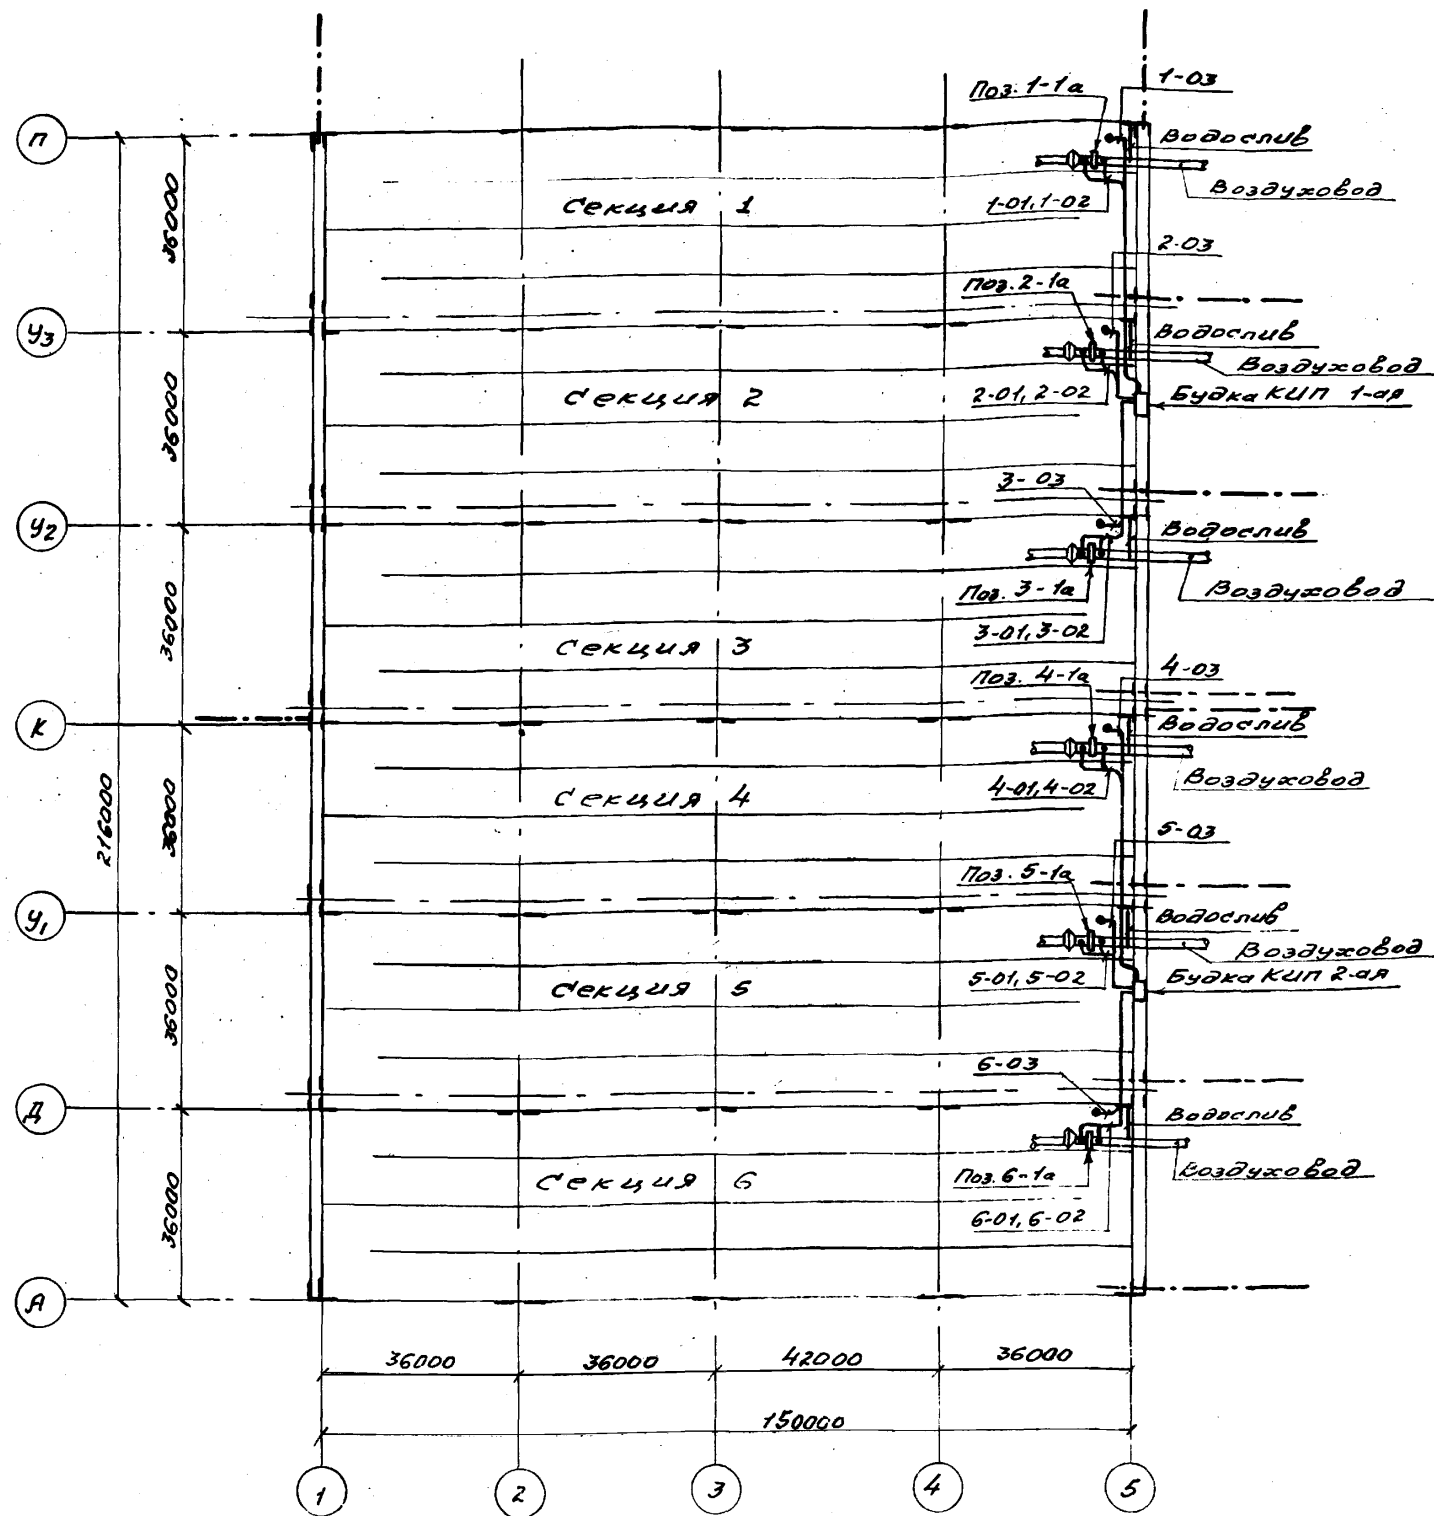 1-03
Поз. 1-1а
П
Водослив
Воздуховод
1-01, 1-02
Секция 1
36000
2-03
Поз. 2-1а
У3
Водослив
Воздуховод
Будка КИП 1-ая
2-01, 2-02
Секция 2
36000
3-03
У2
Водослив
Поз. 3-1а
Воздуховод
3-01, 3-02
Секция 3
36000
4-03
Поз. 4-1а
К
Водослив
Воздуховод
4-01, 4-02
Секция 4
36000
216000
5-03
Поз. 5-1а
У1
Водослив
Воздуховод
Будка КИП 2-ая
5-01, 5-02
Секция 5
36000
6-03
Д
Водослив
Воздуховод
Поз. 6-1а
Секция 6
6-01, 6-02
36000
А
36000
36000
42000
36000
150000
1
2
3
4
5